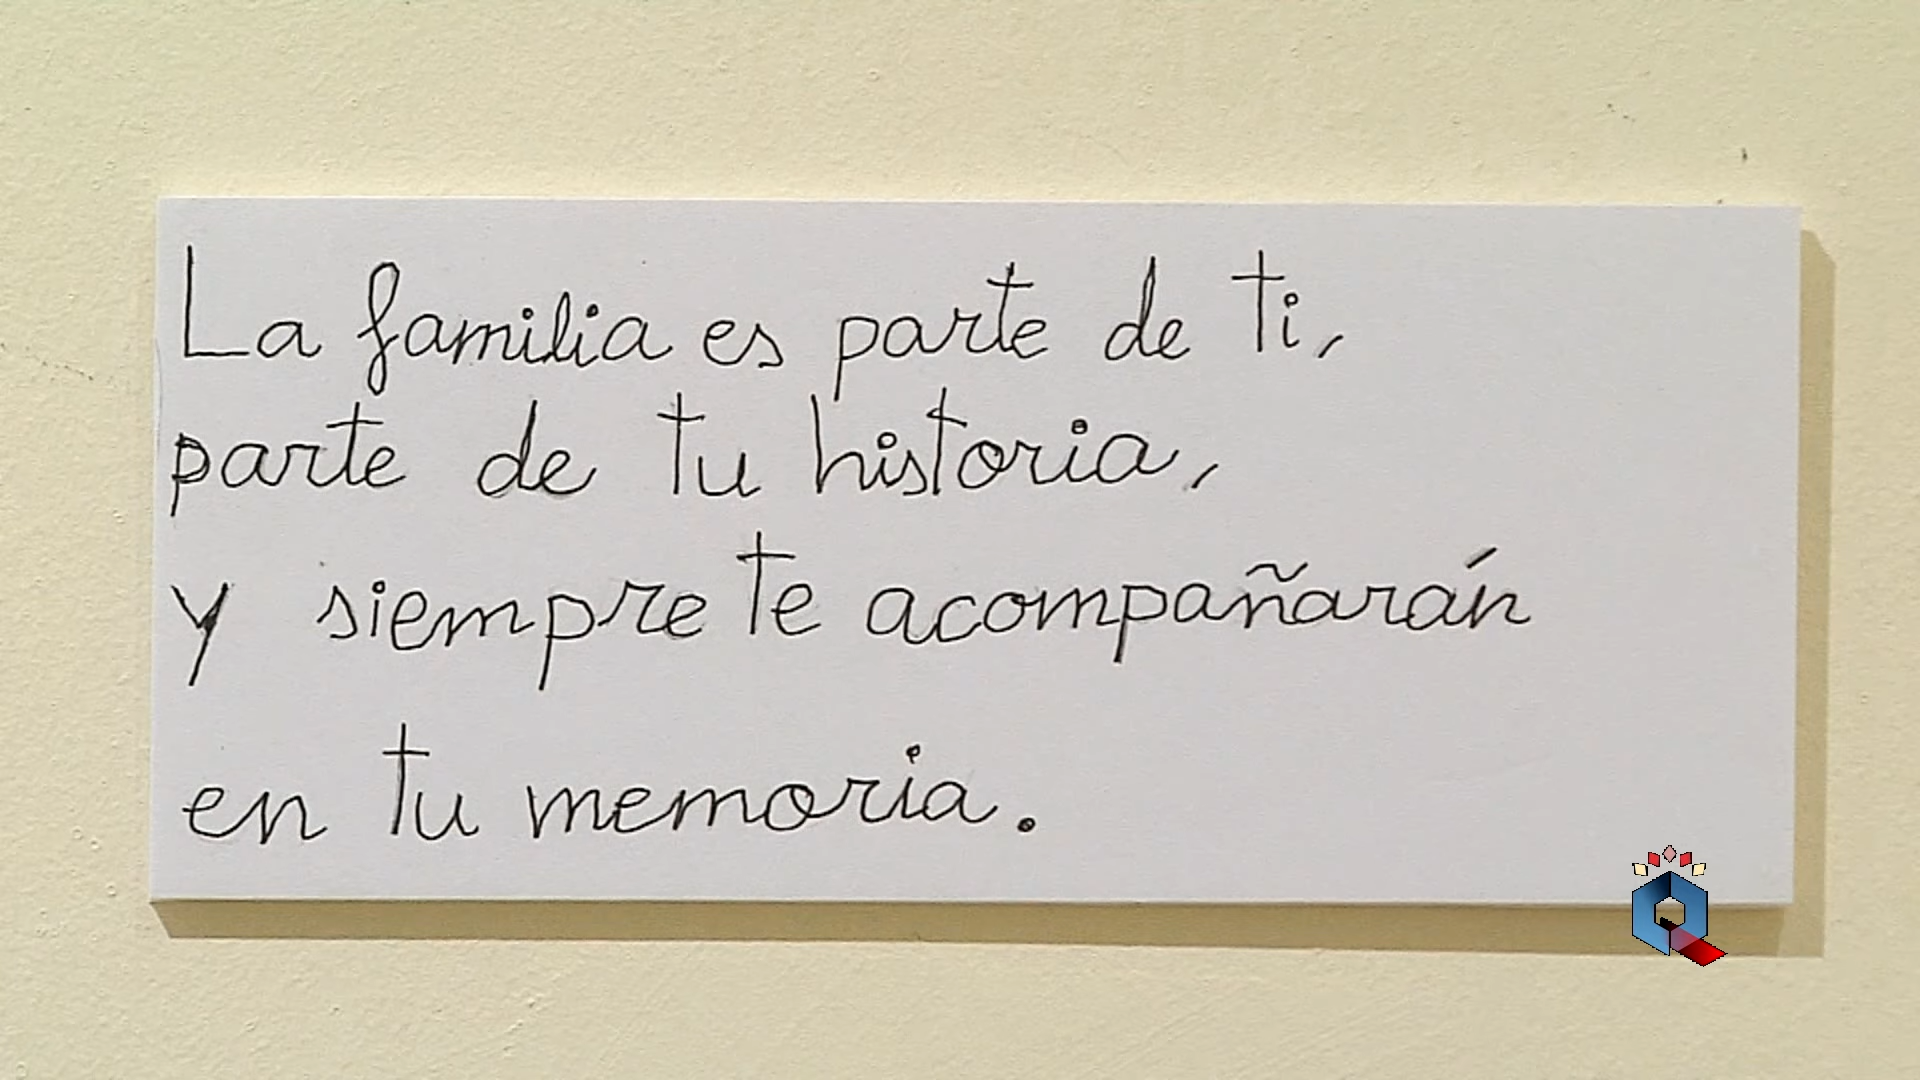 La familia es parte de ti,
parte de tu historia,
y siempre te acompañarán
en tu memoria.